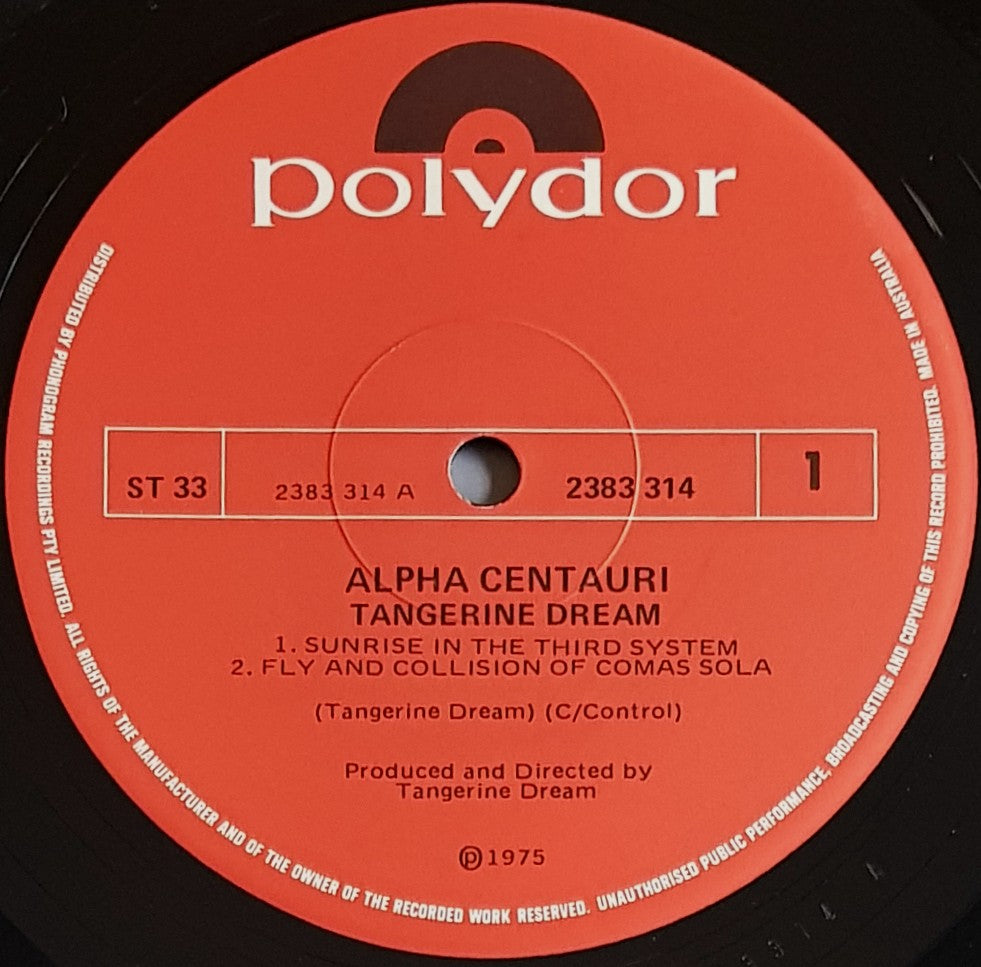 polydor
ST 33
2383 314 A
2383 314
1
ALPHA CENTAURI
TANGERINE DREAM
1. SUNRISE IN THE THIRD SYSTEM
2. FLY AND COLLISION OF COMAS SOLA
(Tangerine Dream) (C/Control)
Produced and Directed by
Tangerine Dream
Ⓟ1975
DISTRIBUTED BY PHONOGRAM RECORDINGS PTY LIMITED. ALL RIGHTS OF THE MANUFACTURER AND OF THE OWNER OF THE RECORDED WORK RESERVED. UNAUTHORISED PUBLIC PERFORMANCE, BROADCASTING AND COPYING OF THIS RECORD PROHIBITED. MADE IN AUSTRALIA